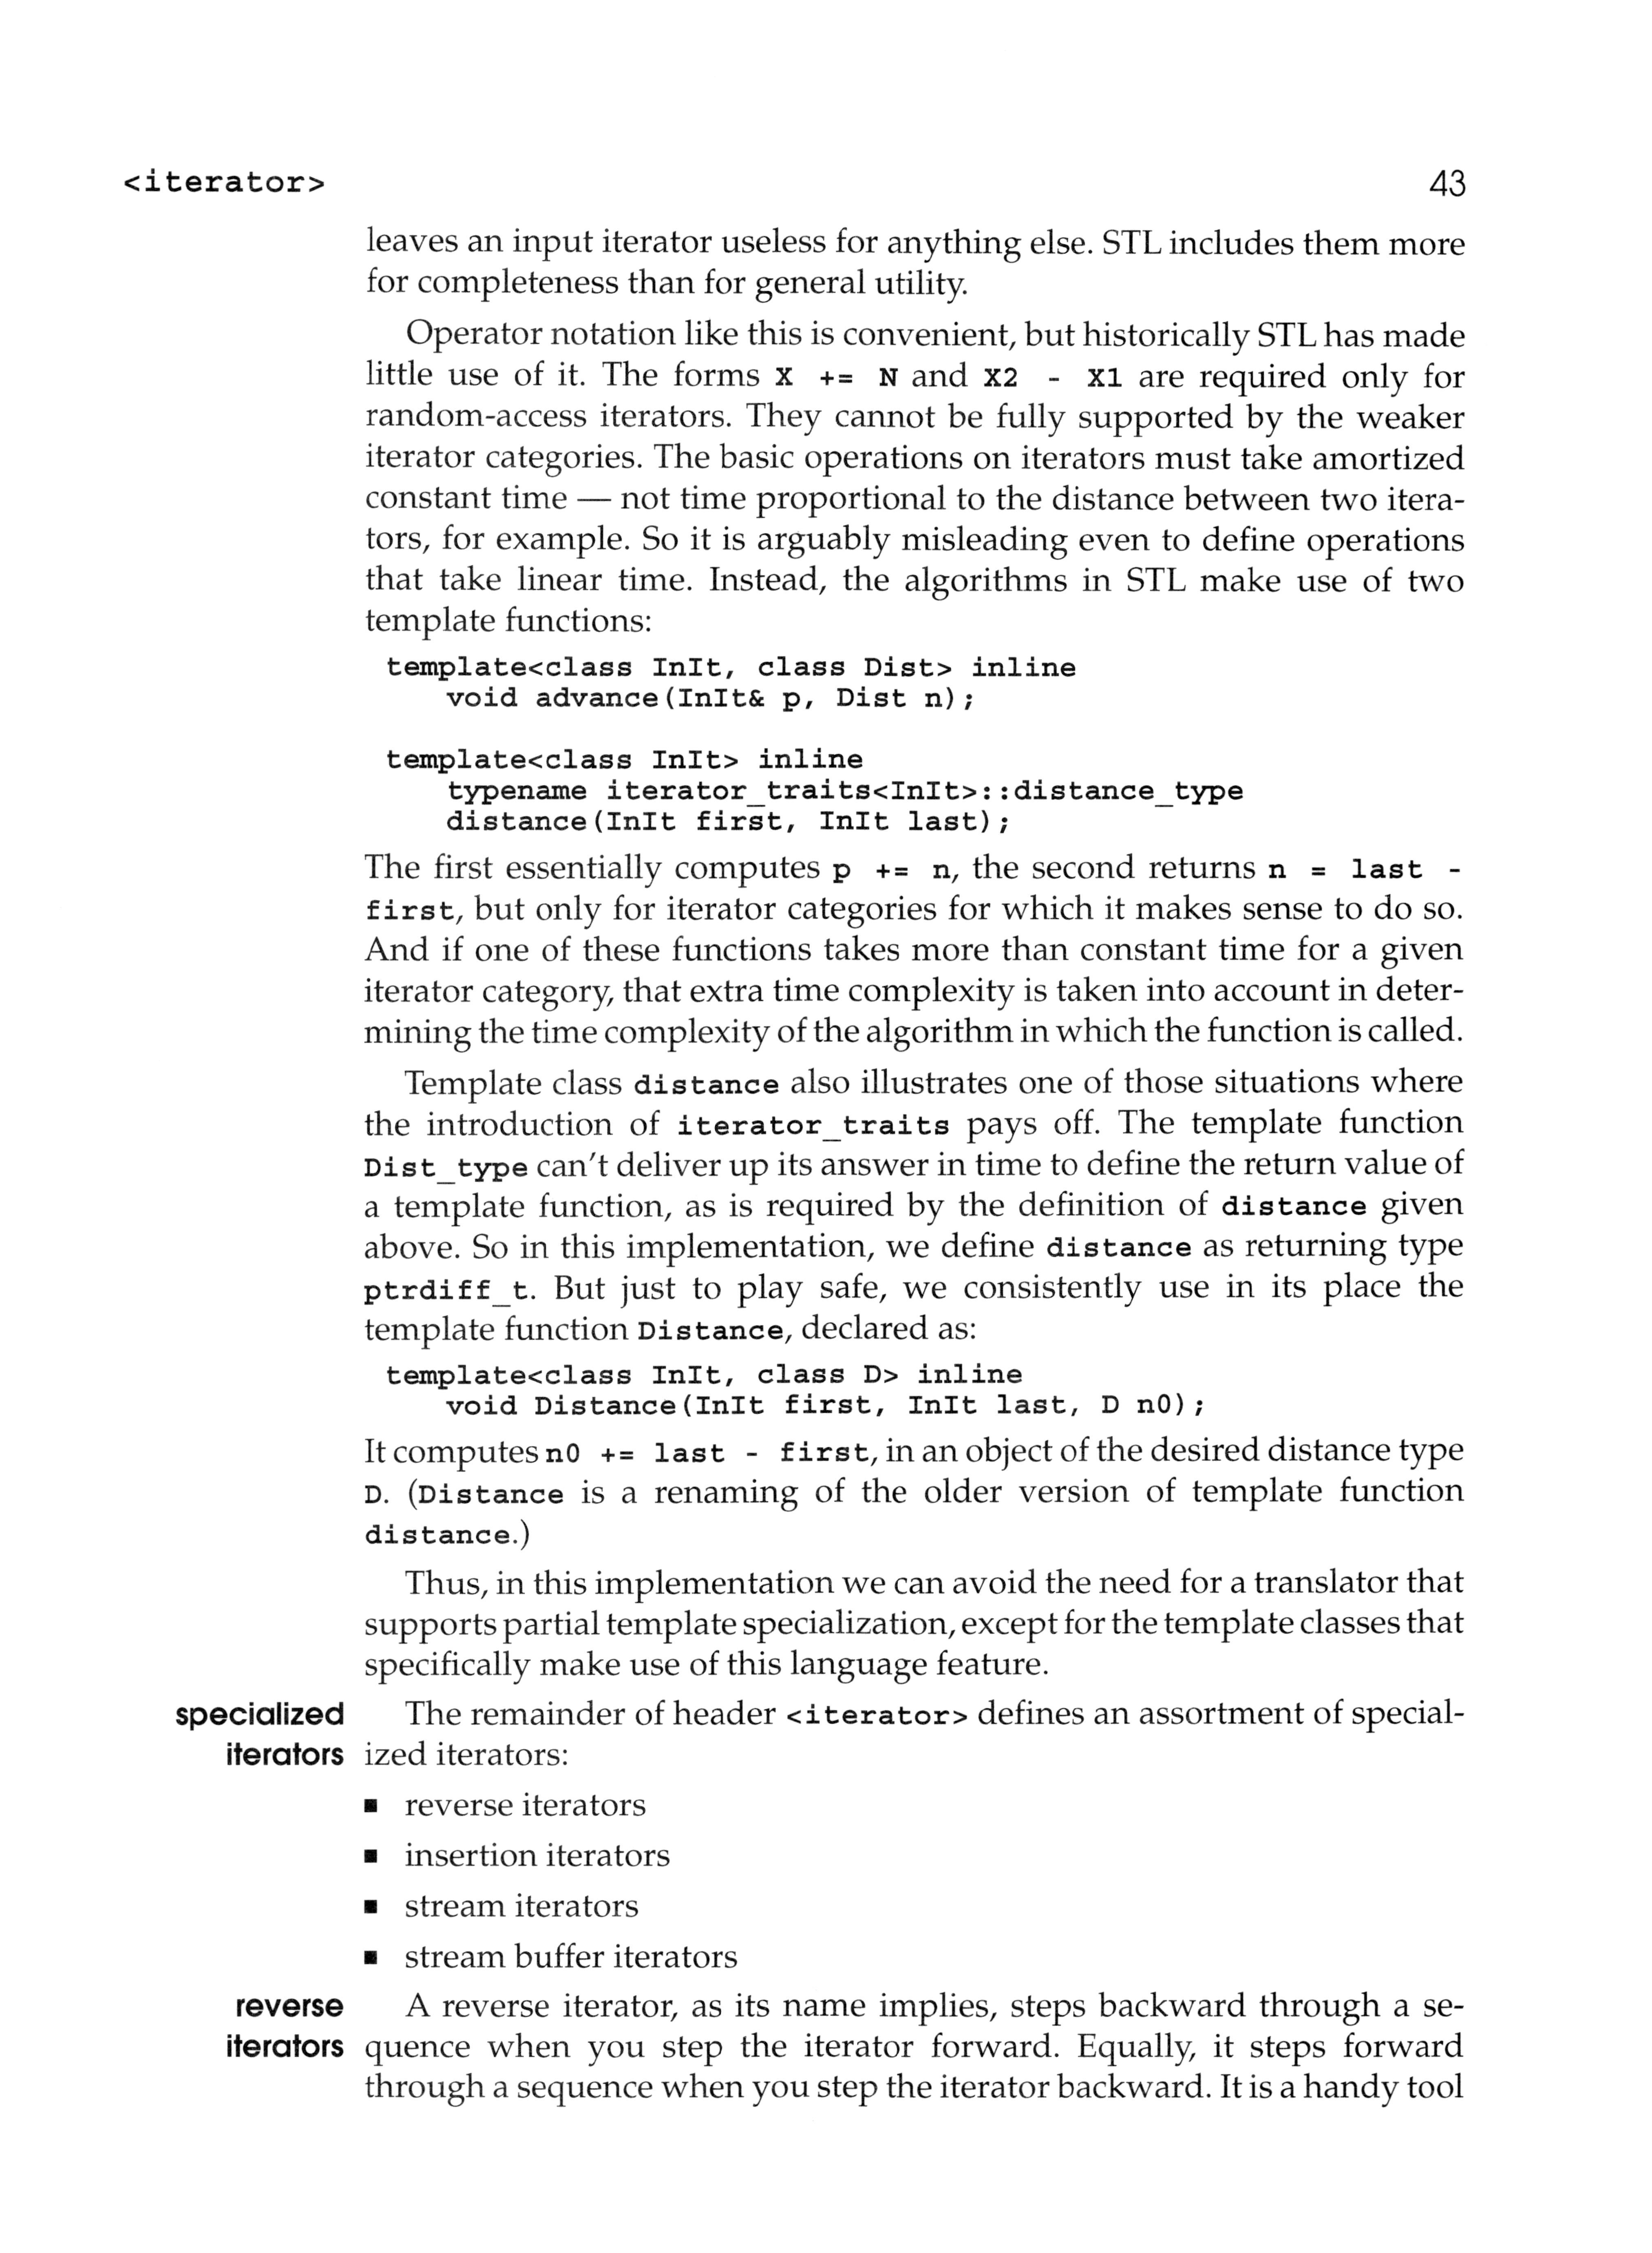 <iterator> 43
leaves an input iterator useless for anything else. STL includes them more
for completeness than for general utility.
Operator notation like this is convenient, but historically STL has made
little use of it. The forms X += N and X2 - X1 are required only for
random-access iterators. They cannot be fully supported by the weaker
iterator categories. The basic operations on iterators must take amortized
constant time — not time proportional to the distance between two itera-
tors, for example. So it is arguably misleading even to define operations
that take linear time. Instead, the algorithms in STL make use of two
template functions:
template<class InIt, class Dist> inline
void advance(InIt& p, Dist n);
template<class InIt> inline
typename iterator_traits<InIt>::distance_type
distance(InIt first, InIt last);
The first essentially computes p += n, the second returns n = last -
first, but only for iterator categories for which it makes sense to do so.
And if one of these functions takes more than constant time for a given
iterator category, that extra time complexity is taken into account in deter-
mining the time complexity of the algorithm in which the function is called.
Template class distance also illustrates one of those situations where
the introduction of iterator_traits pays off. The template function
Dist_type can't deliver up its answer in time to define the return value of
a template function, as is required by the definition of distance given
above. So in this implementation, we define distance as returning type
ptrdiff_t. But just to play safe, we consistently use in its place the
template function Distance, declared as:
template<class InIt, class D> inline
void Distance(InIt first, InIt last, D n0);
It computes n0 += last - first, in an object of the desired distance type
D. (Distance is a renaming of the older version of template function
distance.)
Thus, in this implementation we can avoid the need for a translator that
supports partial template specialization, except for the template classes that
specifically make use of this language feature.
specialized The remainder of header <iterator> defines an assortment of special-
iterators ized iterators:
■ reverse iterators
■ insertion iterators
■ stream iterators
■ stream buffer iterators
reverse A reverse iterator, as its name implies, steps backward through a se-
iterators quence when you step the iterator forward. Equally, it steps forward
through a sequence when you step the iterator backward. It is a handy tool